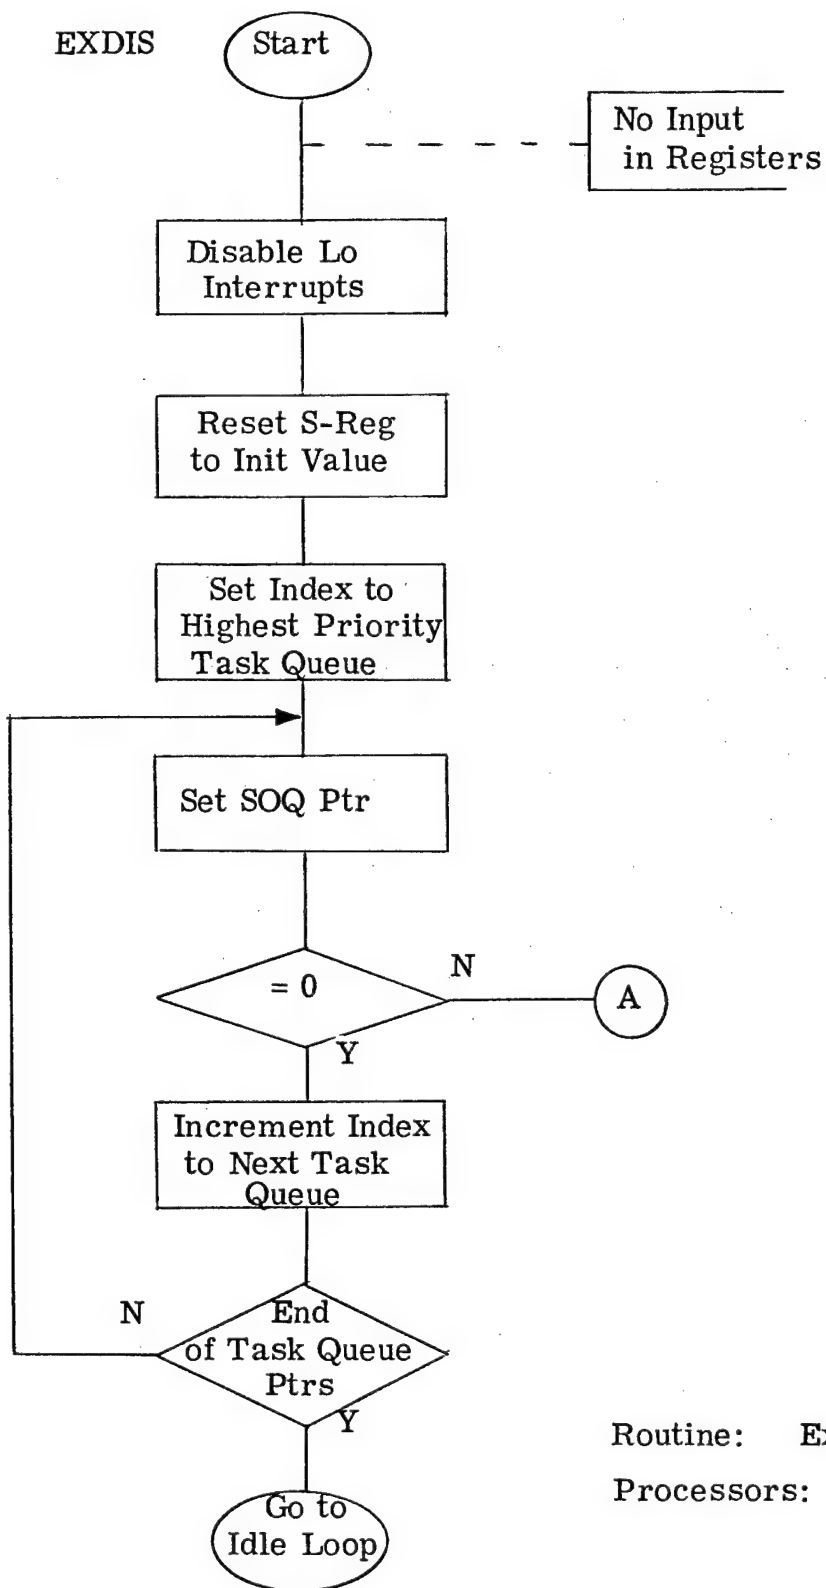 EXDIS
Start
No Input
in Registers
Disable Lo
Interrupts
Reset S-Reg
to Init Value
Set Index to
Highest Priority
Task Queue
Set SOQ Ptr
= 0
N
A
Y
Increment Index
to Next Task
Queue
N
End
of Task Queue
Ptrs
Y
Routine:
Processors:
Go to
Idle Loop